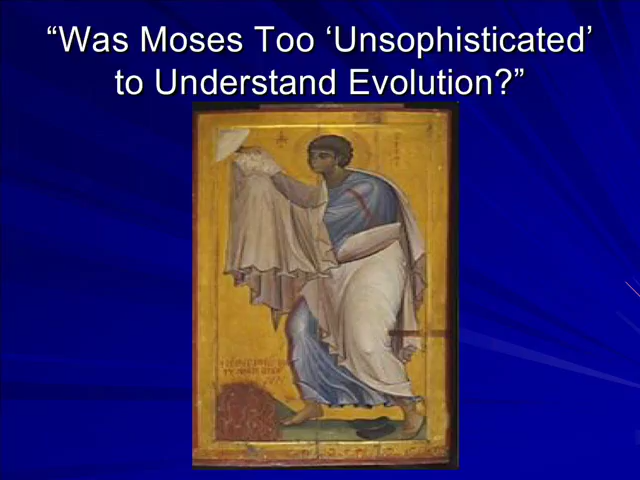 “Was Moses Too ‘Unsophisticated’
to Understand Evolution?”